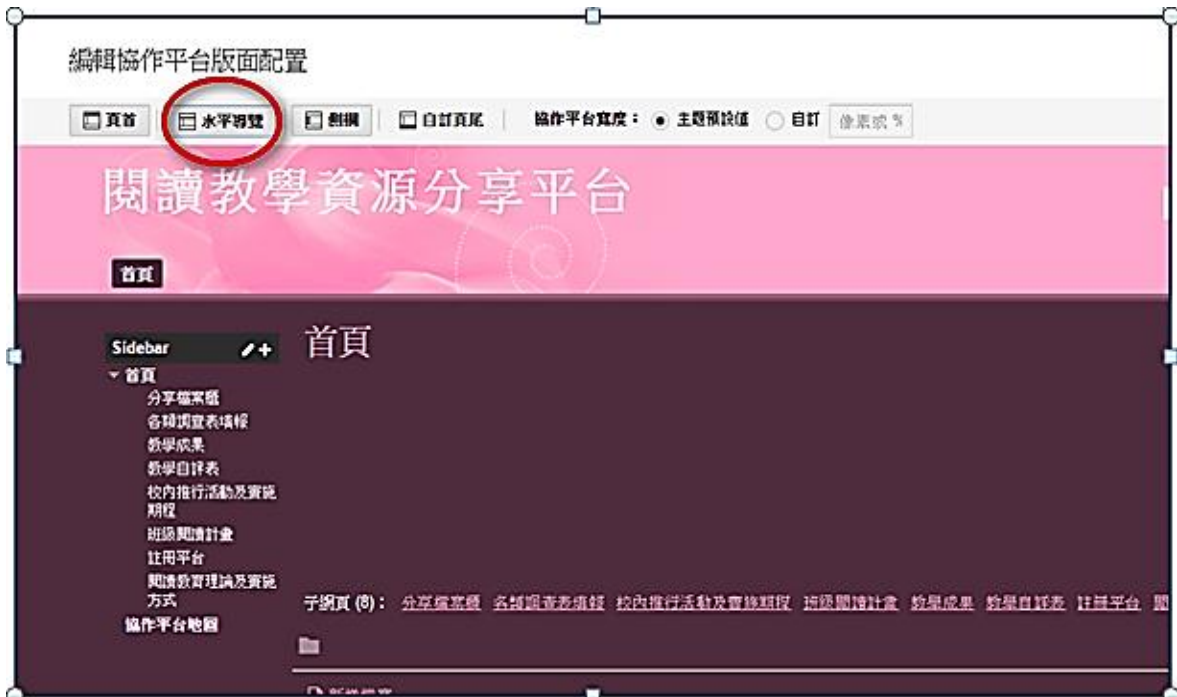 編輯協作平台版面配置
頁首 水平導覽 側欄 自訂頁尾 協作平台寬度： 主題預設值 自訂 像素或 %
閱讀教學資源分享平台
首頁
Sidebar
首頁
首頁
分享檔案櫃
各類調查表填報
教學成果
教學自評表
校內推行活動及實施
期程
班級閱讀計畫
註冊平台
閱讀教育理論及實施
方式
協作平台地圖
子網頁 (8)： 分享檔案櫃 各類調查表填報 校內推行活動及實施期程 班級閱讀計畫 教學成果 教學自評表 註冊平台 閱